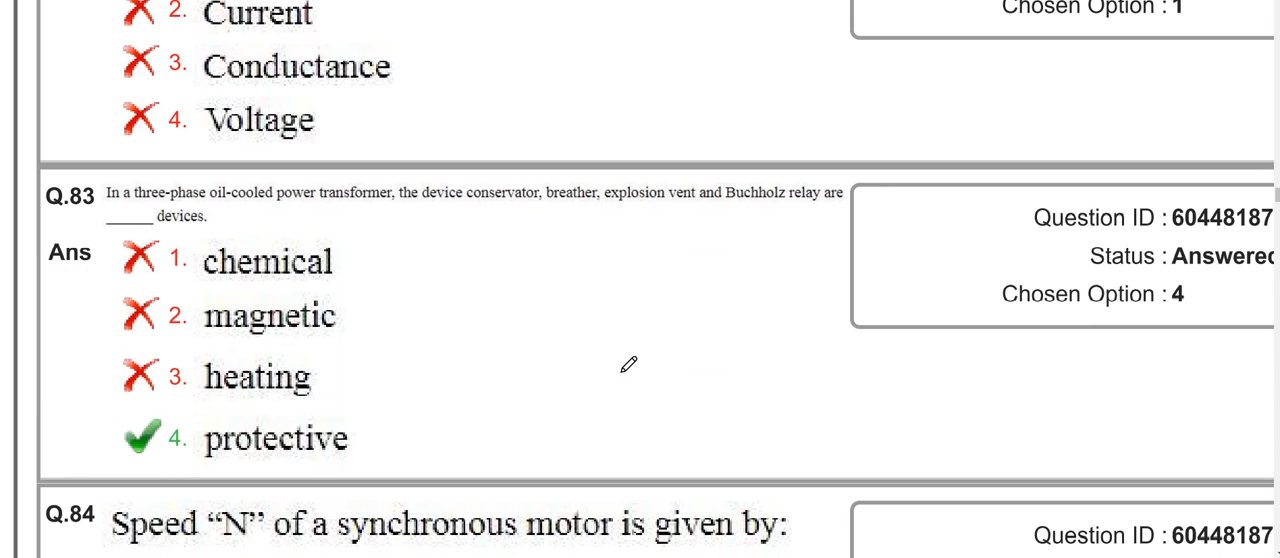 2. Current
Chosen Option : 1
3. Conductance
4. Voltage
Q.83 In a three-phase oil-cooled power transformer, the device conservator, breather, explosion vent and Buchholz relay are
______ devices.
Question ID : 60448187
Status : Answered
Chosen Option : 4
Ans 1. chemical
2. magnetic
3. heating
4. protective
Q.84 Speed “N” of a synchronous motor is given by:
Question ID : 60448187